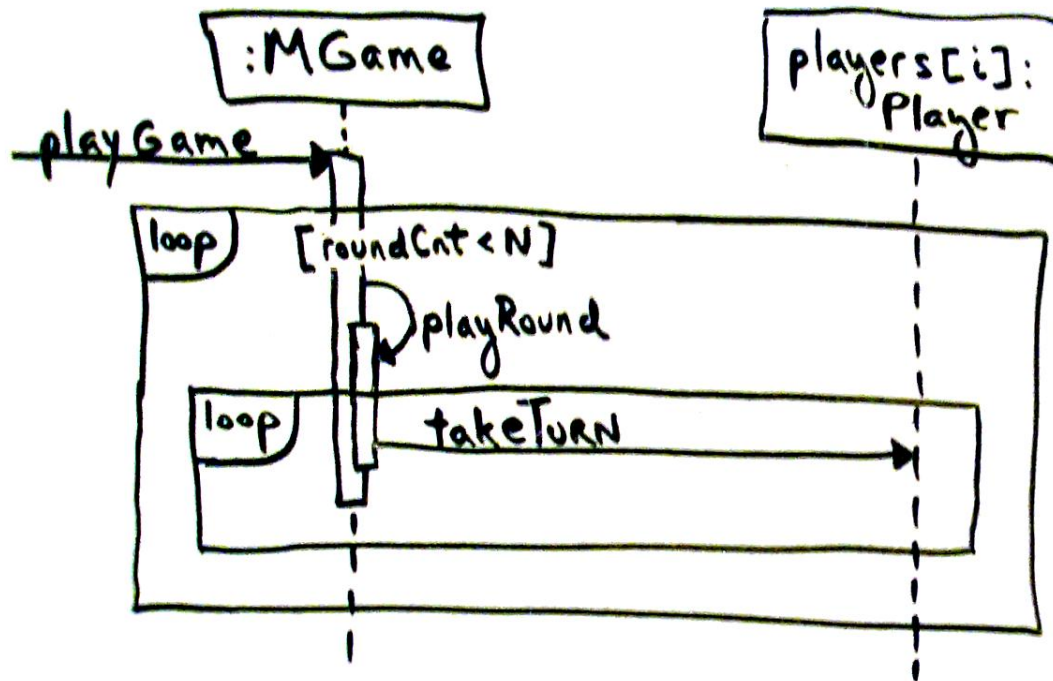 :MGame
players[i]:
Player
playGame
loop
[roundCnt<N]
playRound
loop
takeTURN